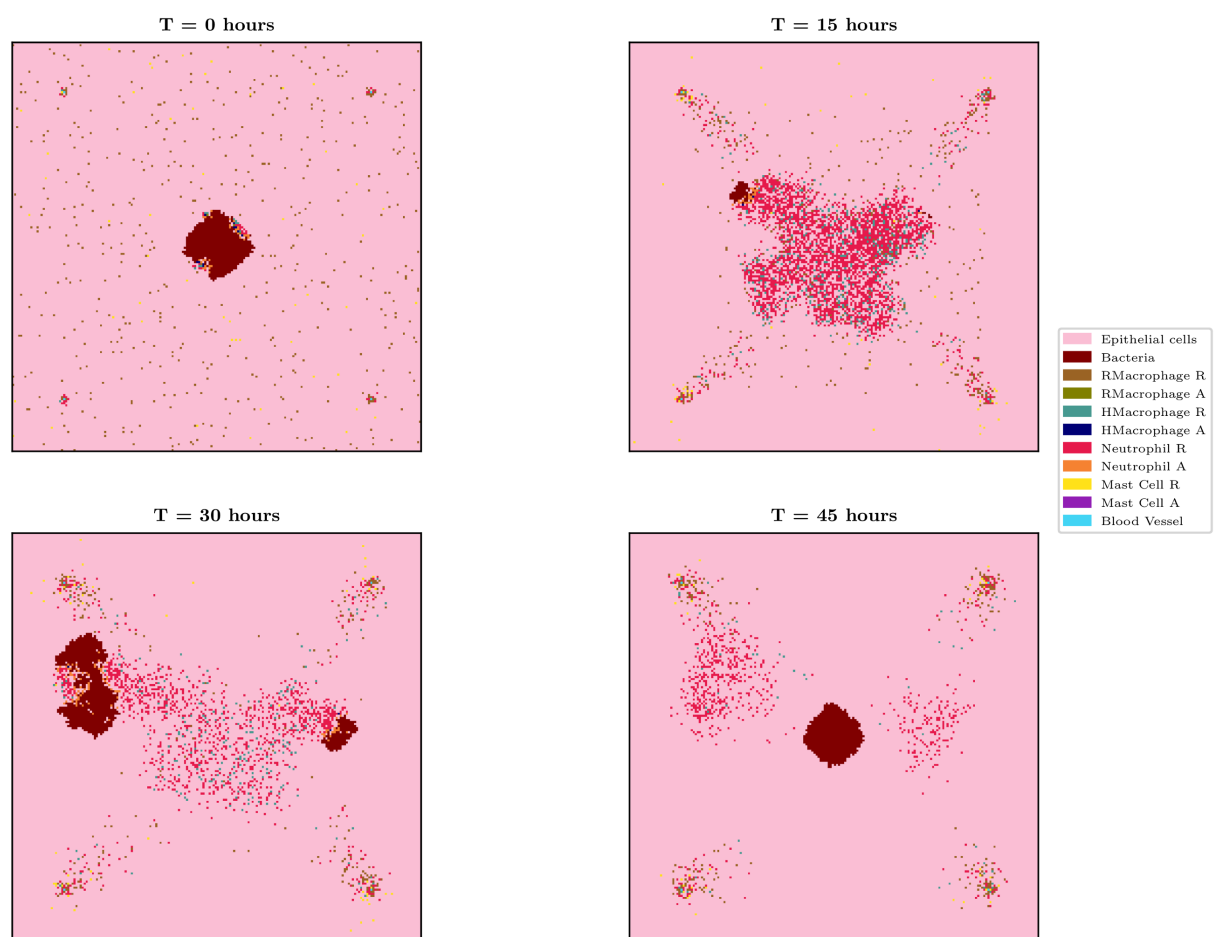 T = 0 hours
T = 15 hours
Epithelial cells
Bacteria
RMacrophage R
RMacrophage A
HMacrophage R
HMacrophage A
Neutrophil R
Neutrophil A
Mast Cell R
Mast Cell A
Blood Vessel
T = 30 hours
T = 45 hours